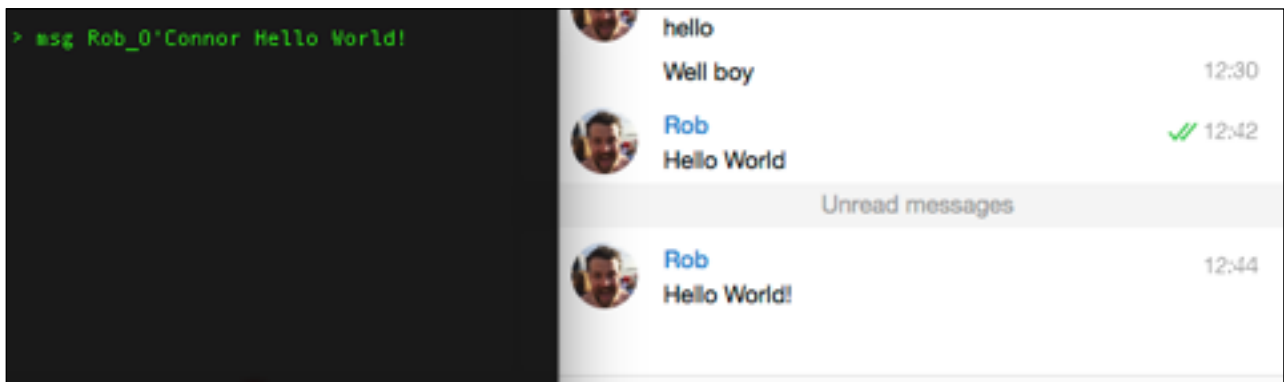 > msg Rob_O'Connor Hello World!
hello
Well boy
12:30
Rob
12:42
Hello World
Unread messages
Rob
12:44
Hello World!